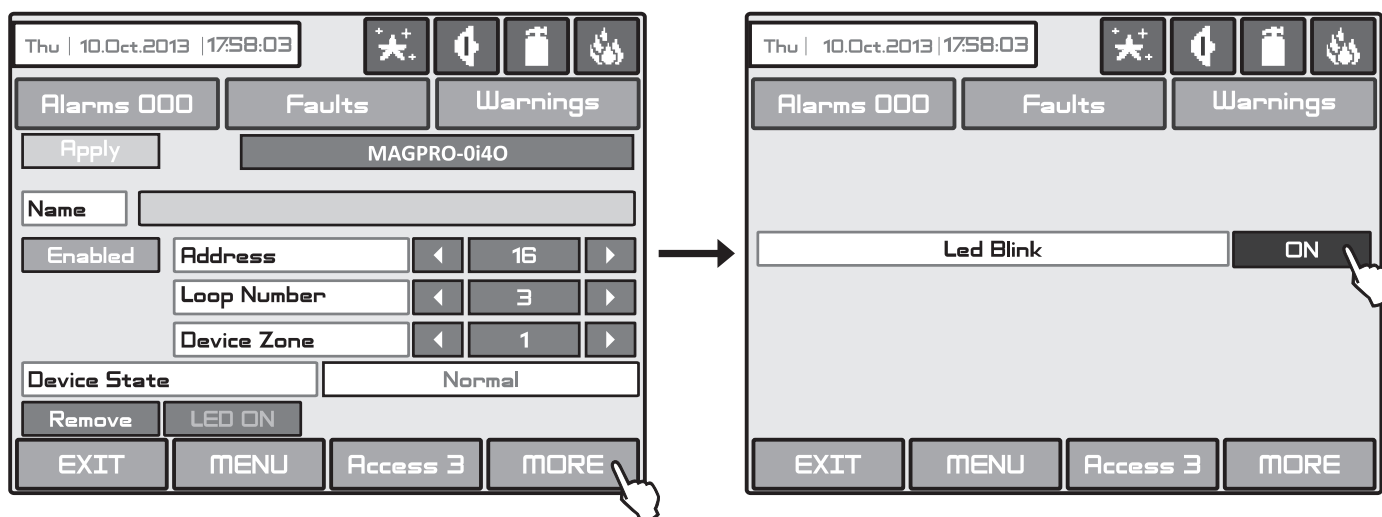 Thu | 10.Oct.2013 | 17:58:03
Alarms 000 Faults Warnings
Apply MAGPRO-0i4O
Name
Enabled Address 16
Loop Number 3
Device Zone 1
Device State Normal
Remove LED ON
EXIT MENU Access 3 MORE
Thu | 10.Oct.2013 | 17:58:03
Alarms 000 Faults Warnings
Led Blink ON
EXIT MENU Access 3 MORE